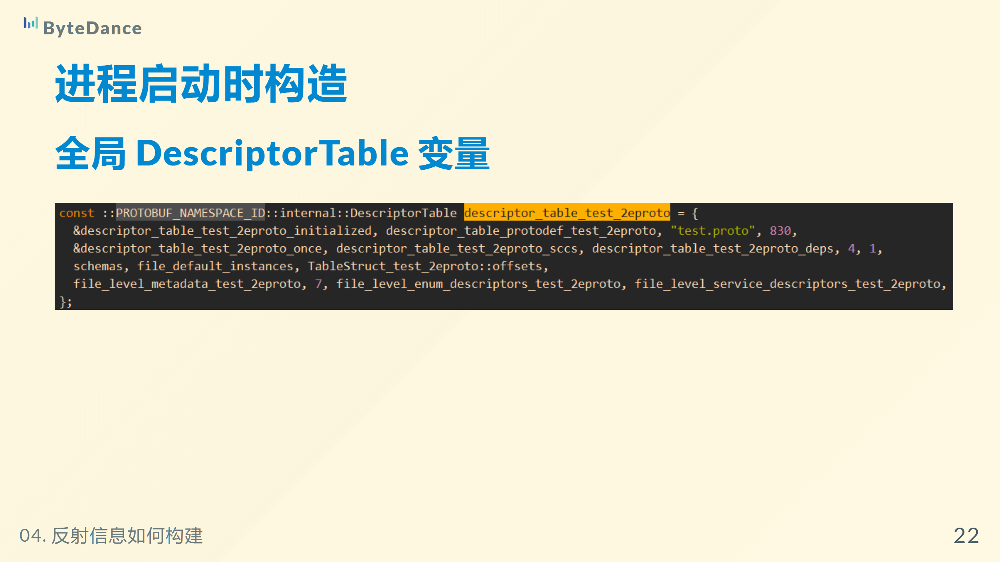 ByteDance
进程启动时构造
全局 DescriptorTable 变量
const ::PROTOBUF_NAMESPACE_ID::internal::DescriptorTable descriptor_table_test_2eproto = {
  &descriptor_table_test_2eproto_initialized, descriptor_table_protodef_test_2eproto, "test.proto", 830,
  &descriptor_table_test_2eproto_once, descriptor_table_test_2eproto_sccs, descriptor_table_test_2eproto_deps, 4, 1,
  schemas, file_default_instances, TableStruct_test_2eproto::offsets,
  file_level_metadata_test_2eproto, 7, file_level_enum_descriptors_test_2eproto, file_level_service_descriptors_test_2eproto,
};
04. 反射信息如何构建
22